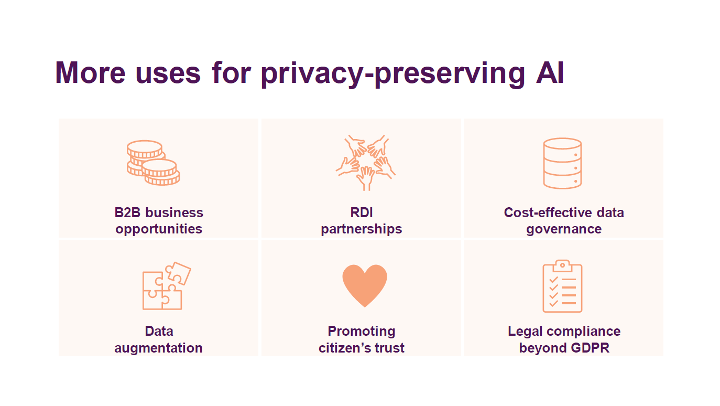 More uses for privacy-preserving AI
B2B business
opportunities
RDI
partnerships
Cost-effective data
governance
Data
augmentation
Promoting
citizen’s trust
Legal compliance
beyond GDPR